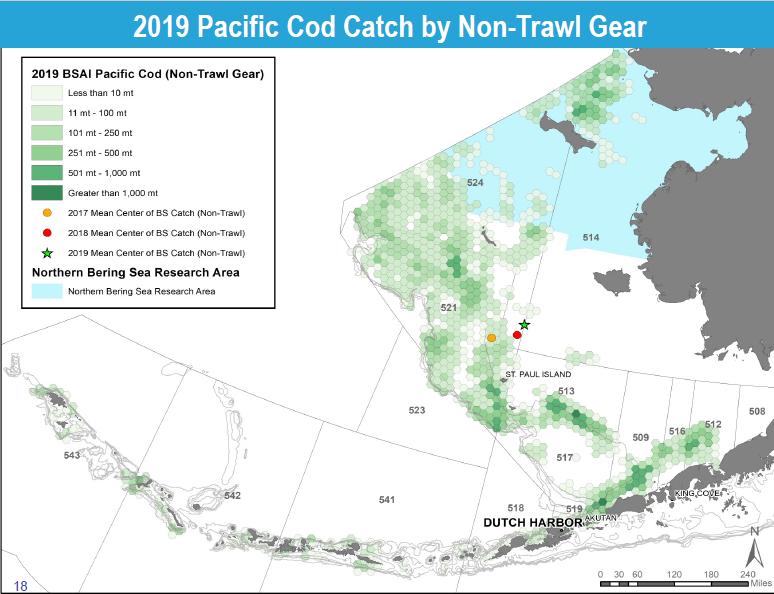 2019 Pacific Cod Catch by Non-Trawl Gear
2019 BSAI Pacific Cod (Non-Trawl Gear)
Less than 10 mt
11 mt - 100 mt
101 mt - 250 mt
251 mt - 500 mt
501 mt - 1,000 mt
Greater than 1,000 mt
2017 Mean Center of BS Catch (Non-Trawl)
2018 Mean Center of BS Catch (Non-Trawl)
2019 Mean Center of BS Catch (Non-Trawl)
Northern Bering Sea Research Area
Northern Bering Sea Research Area
524
514
521
ST. PAUL ISLAND
513
523
508
512
516
509
543
517
542
541
518
519
KING COVE
DUTCH HARBOR
AKUTAN
N
0 30 60 120 180 240
Miles
18